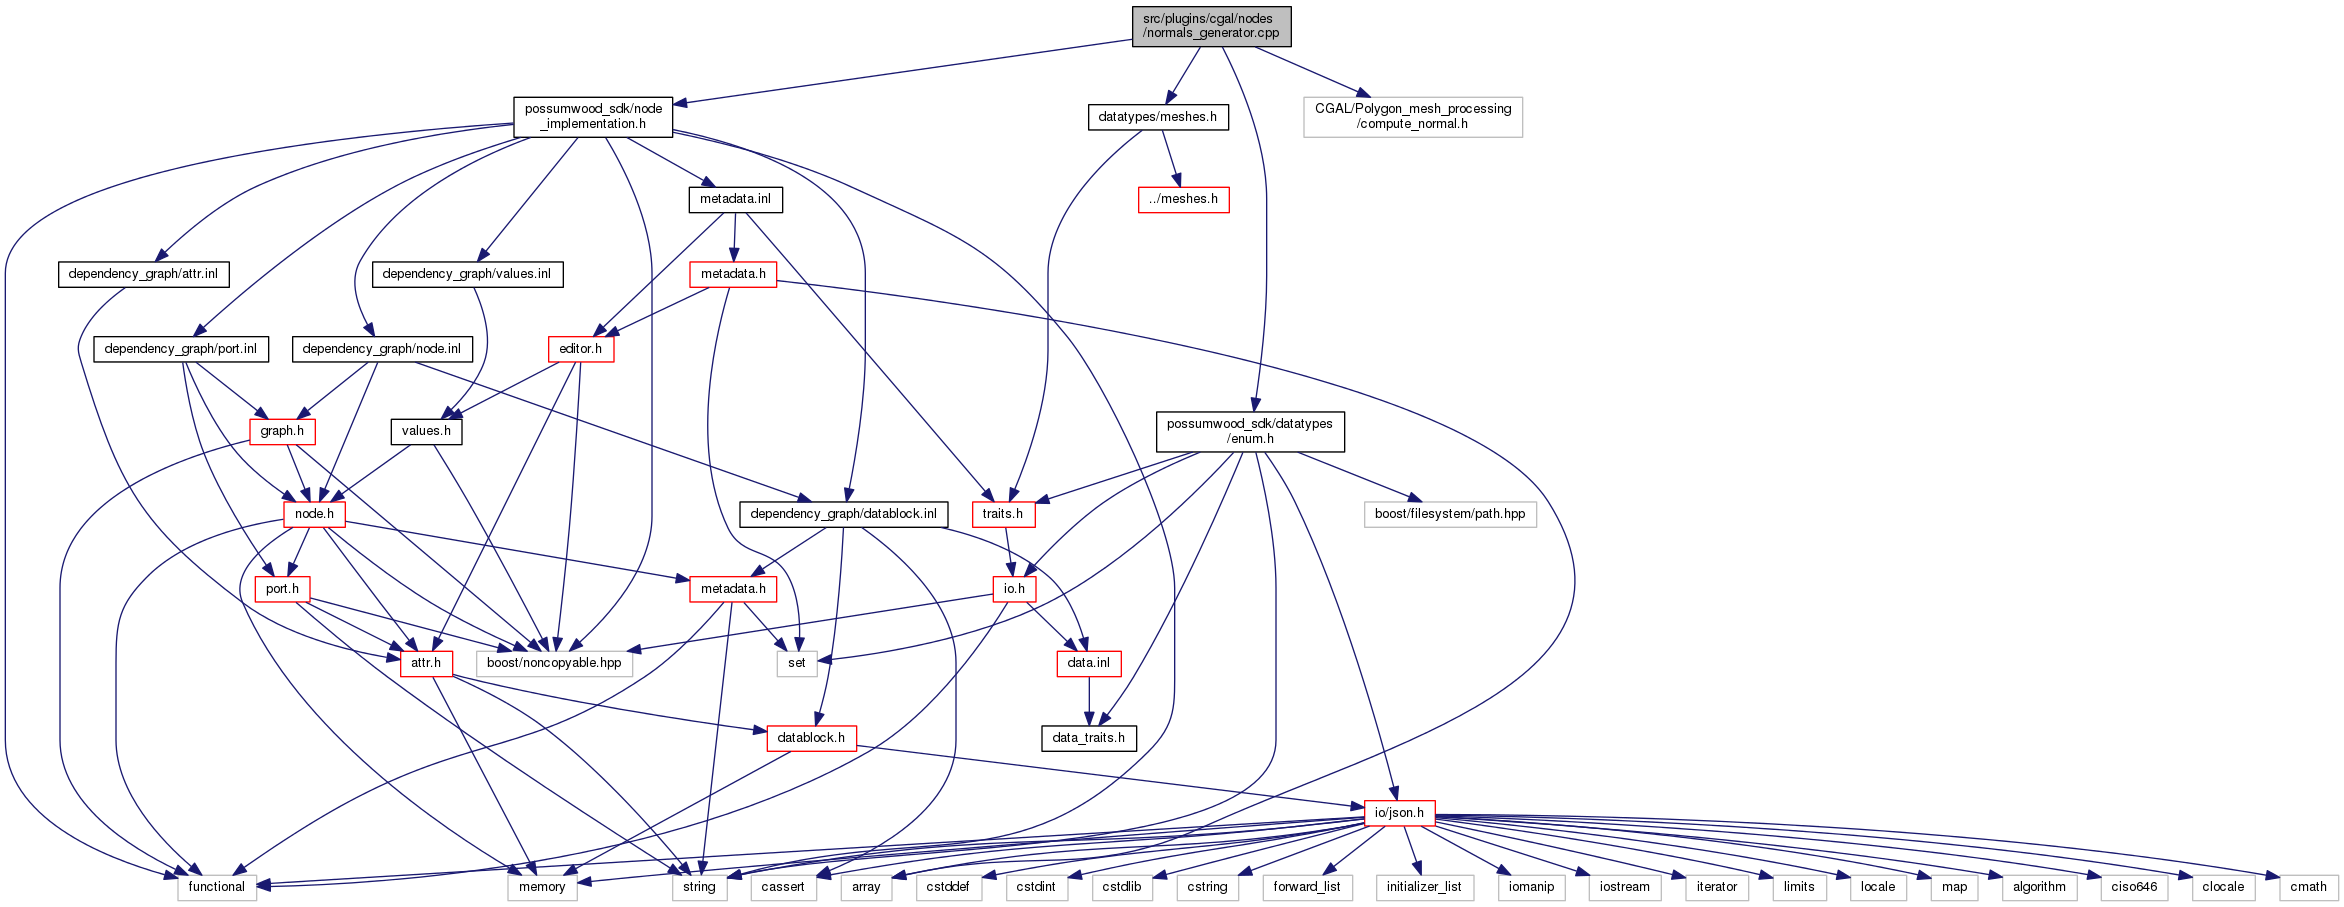 src/plugins/cgal/nodes
/normals_generator.cpp
possumwood_sdk/node
_implementation.h
datatypes/meshes.h
CGAL/Polygon_mesh_processing
/compute_normal.h
metadata.inl
../meshes.h
dependency_graph/attr.inl
dependency_graph/values.inl
metadata.h
dependency_graph/port.inl
dependency_graph/node.inl
editor.h
graph.h
values.h
possumwood_sdk/datatypes
/enum.h
node.h
dependency_graph/datablock.inl
traits.h
boost/filesystem/path.hpp
port.h
metadata.h
io.h
attr.h
boost/noncopyable.hpp
set
data.inl
datablock.h
data_traits.h
io/json.h
functional
memory
string
cassert
array
cstddef
cstdint
cstdlib
cstring
forward_list
initializer_list
iomanip
iostream
iterator
limits
locale
map
algorithm
ciso646
clocale
cmath